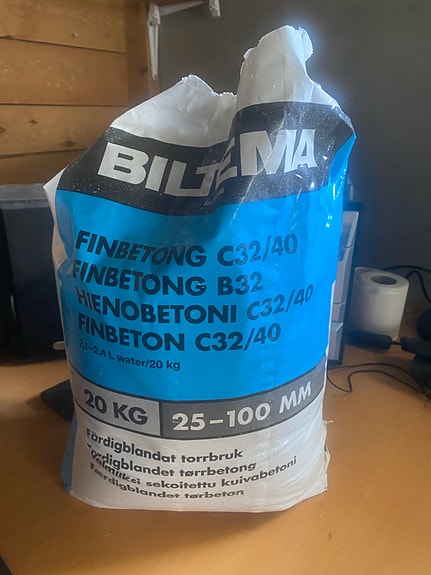 BILTEMA
FINBETONG C32/40
FINBETONG B32
HIENOBETONI C32/40
FINBETON C32/40
2,1–2,4 L water/20 kg
20 KG
25–100 MM
Färdigblandat torrbruk
Ferdigblandet tørrbetong
Valmiiksi sekoitettu kuivabetoni
Færdigblandet tørbeton